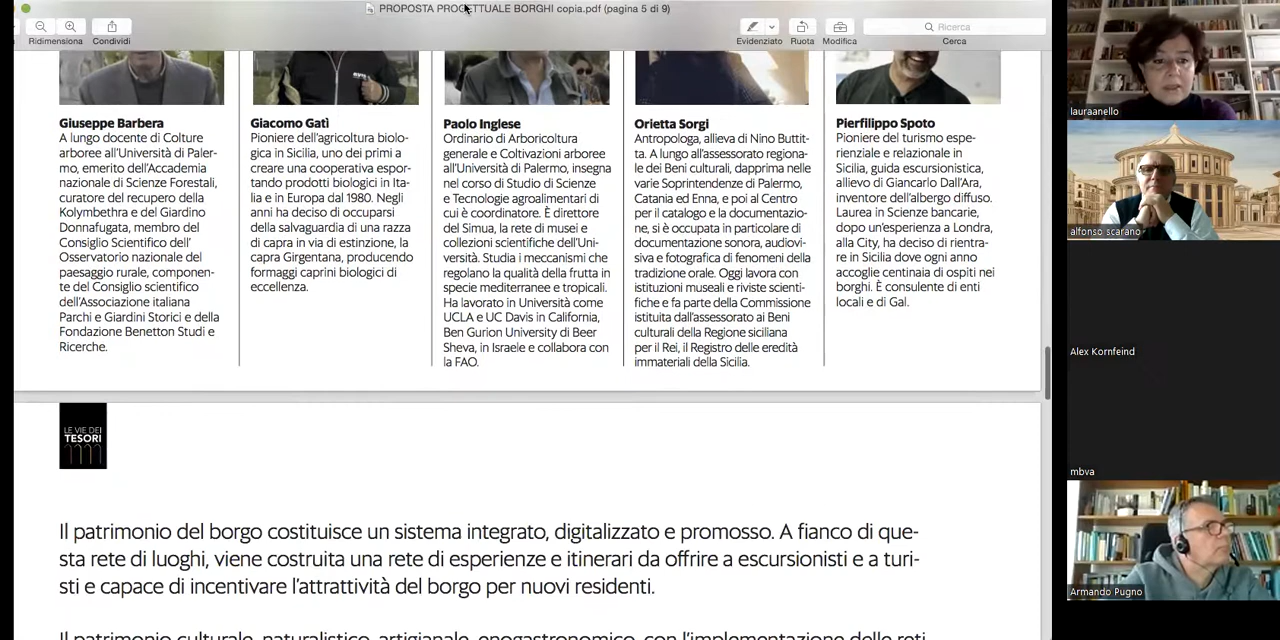 PROPOSTA PROGETTUALE BORGHI copia.pdf (pagina 5 di 9)
Ridimensiona
Condividi
Evidenziato
Ruota
Modifica
Ricerca
Cerca
Giuseppe Barbera
A lungo docente di Colture
arboree all'Università di Paler-
mo, emerito dell'Accademia
nazionale di Scienze Forestali,
curatore del recupero della
Kolymbethra e del Giardino
Donnafugata, membro del
Consiglio Scientifico dell'
Osservatorio nazionale del
paesaggio rurale, componen-
te del Consiglio scientifico
dell'Associazione italiana
Parchi e Giardini Storici e della
Fondazione Benetton Studi e
Ricerche.
Giacomo Gatì
Pioniere dell'agricoltura biolo-
gica in Sicilia, uno dei primi a
creare una cooperativa espor-
tando prodotti biologici in Ita-
lia e in Europa dal 1980. Negli
anni ha deciso di occuparsi
della salvaguardia di una razza
di capra in via di estinzione, la
capra Girgentana, producendo
formaggi caprini biologici di
eccellenza.
Paolo Inglese
Ordinario di Arboricoltura
generale e Coltivazioni arboree
all'Università di Palermo, insegna
nel corso di Studio di Scienze
e Tecnologie agroalimentari di
cui è coordinatore. È direttore
del Simua, la rete di musei e
collezioni scientifiche dell'Uni-
versità. Studia i meccanismi che
regolano la qualità della frutta in
specie mediterranee e tropicali.
Ha lavorato in Università come
UCLA e UC Davis in California,
Ben Gurion University di Beer
Sheva, in Israele e collabora con
la FAO.
Orietta Sorgi
Antropologa, allieva di Nino Buttit-
ta. A lungo all'assessorato regiona-
le dei Beni culturali, dapprima nelle
varie Soprintendenze di Palermo,
Catania ed Enna, e poi al Centro
per il catalogo e la documentazio-
ne, si è occupata in particolare di
documentazione sonora, audiovi-
siva e fotografica di fenomeni della
tradizione orale. Oggi lavora con
istituzioni museali e riviste scienti-
fiche e fa parte della Commissione
istituita dall'assessorato ai Beni
culturali della Regione siciliana
per il Rei, il Registro delle eredità
immateriali della Sicilia.
Pierfilippo Spoto
Pioniere del turismo espe-
rienziale e relazionale in
Sicilia, guida escursionistica,
allievo di Giancarlo Dall'Ara,
inventore dell'albergo diffuso.
Laurea in Scienze bancarie,
dopo un'esperienza a Londra,
alla City, ha deciso di rientra-
re in Sicilia dove ogni anno
accoglie centinaia di ospiti nei
borghi. È consulente di enti
locali e di Gal.
LE VIE DEI
TESORI
Il patrimonio del borgo costituisce un sistema integrato, digitalizzato e promosso. A fianco di que-
sta rete di luoghi, viene costruita una rete di esperienze e itinerari da offrire a escursionisti e a turi-
sti e capace di incentivare l'attrattività del borgo per nuovi residenti.
Il patrimonio culturale, naturalistico, artigianale, enogastronomico, con l'implementazione delle reti
lauraanello
alfonso scarano
Alex Kornfeind
mbva
Armando Pugno